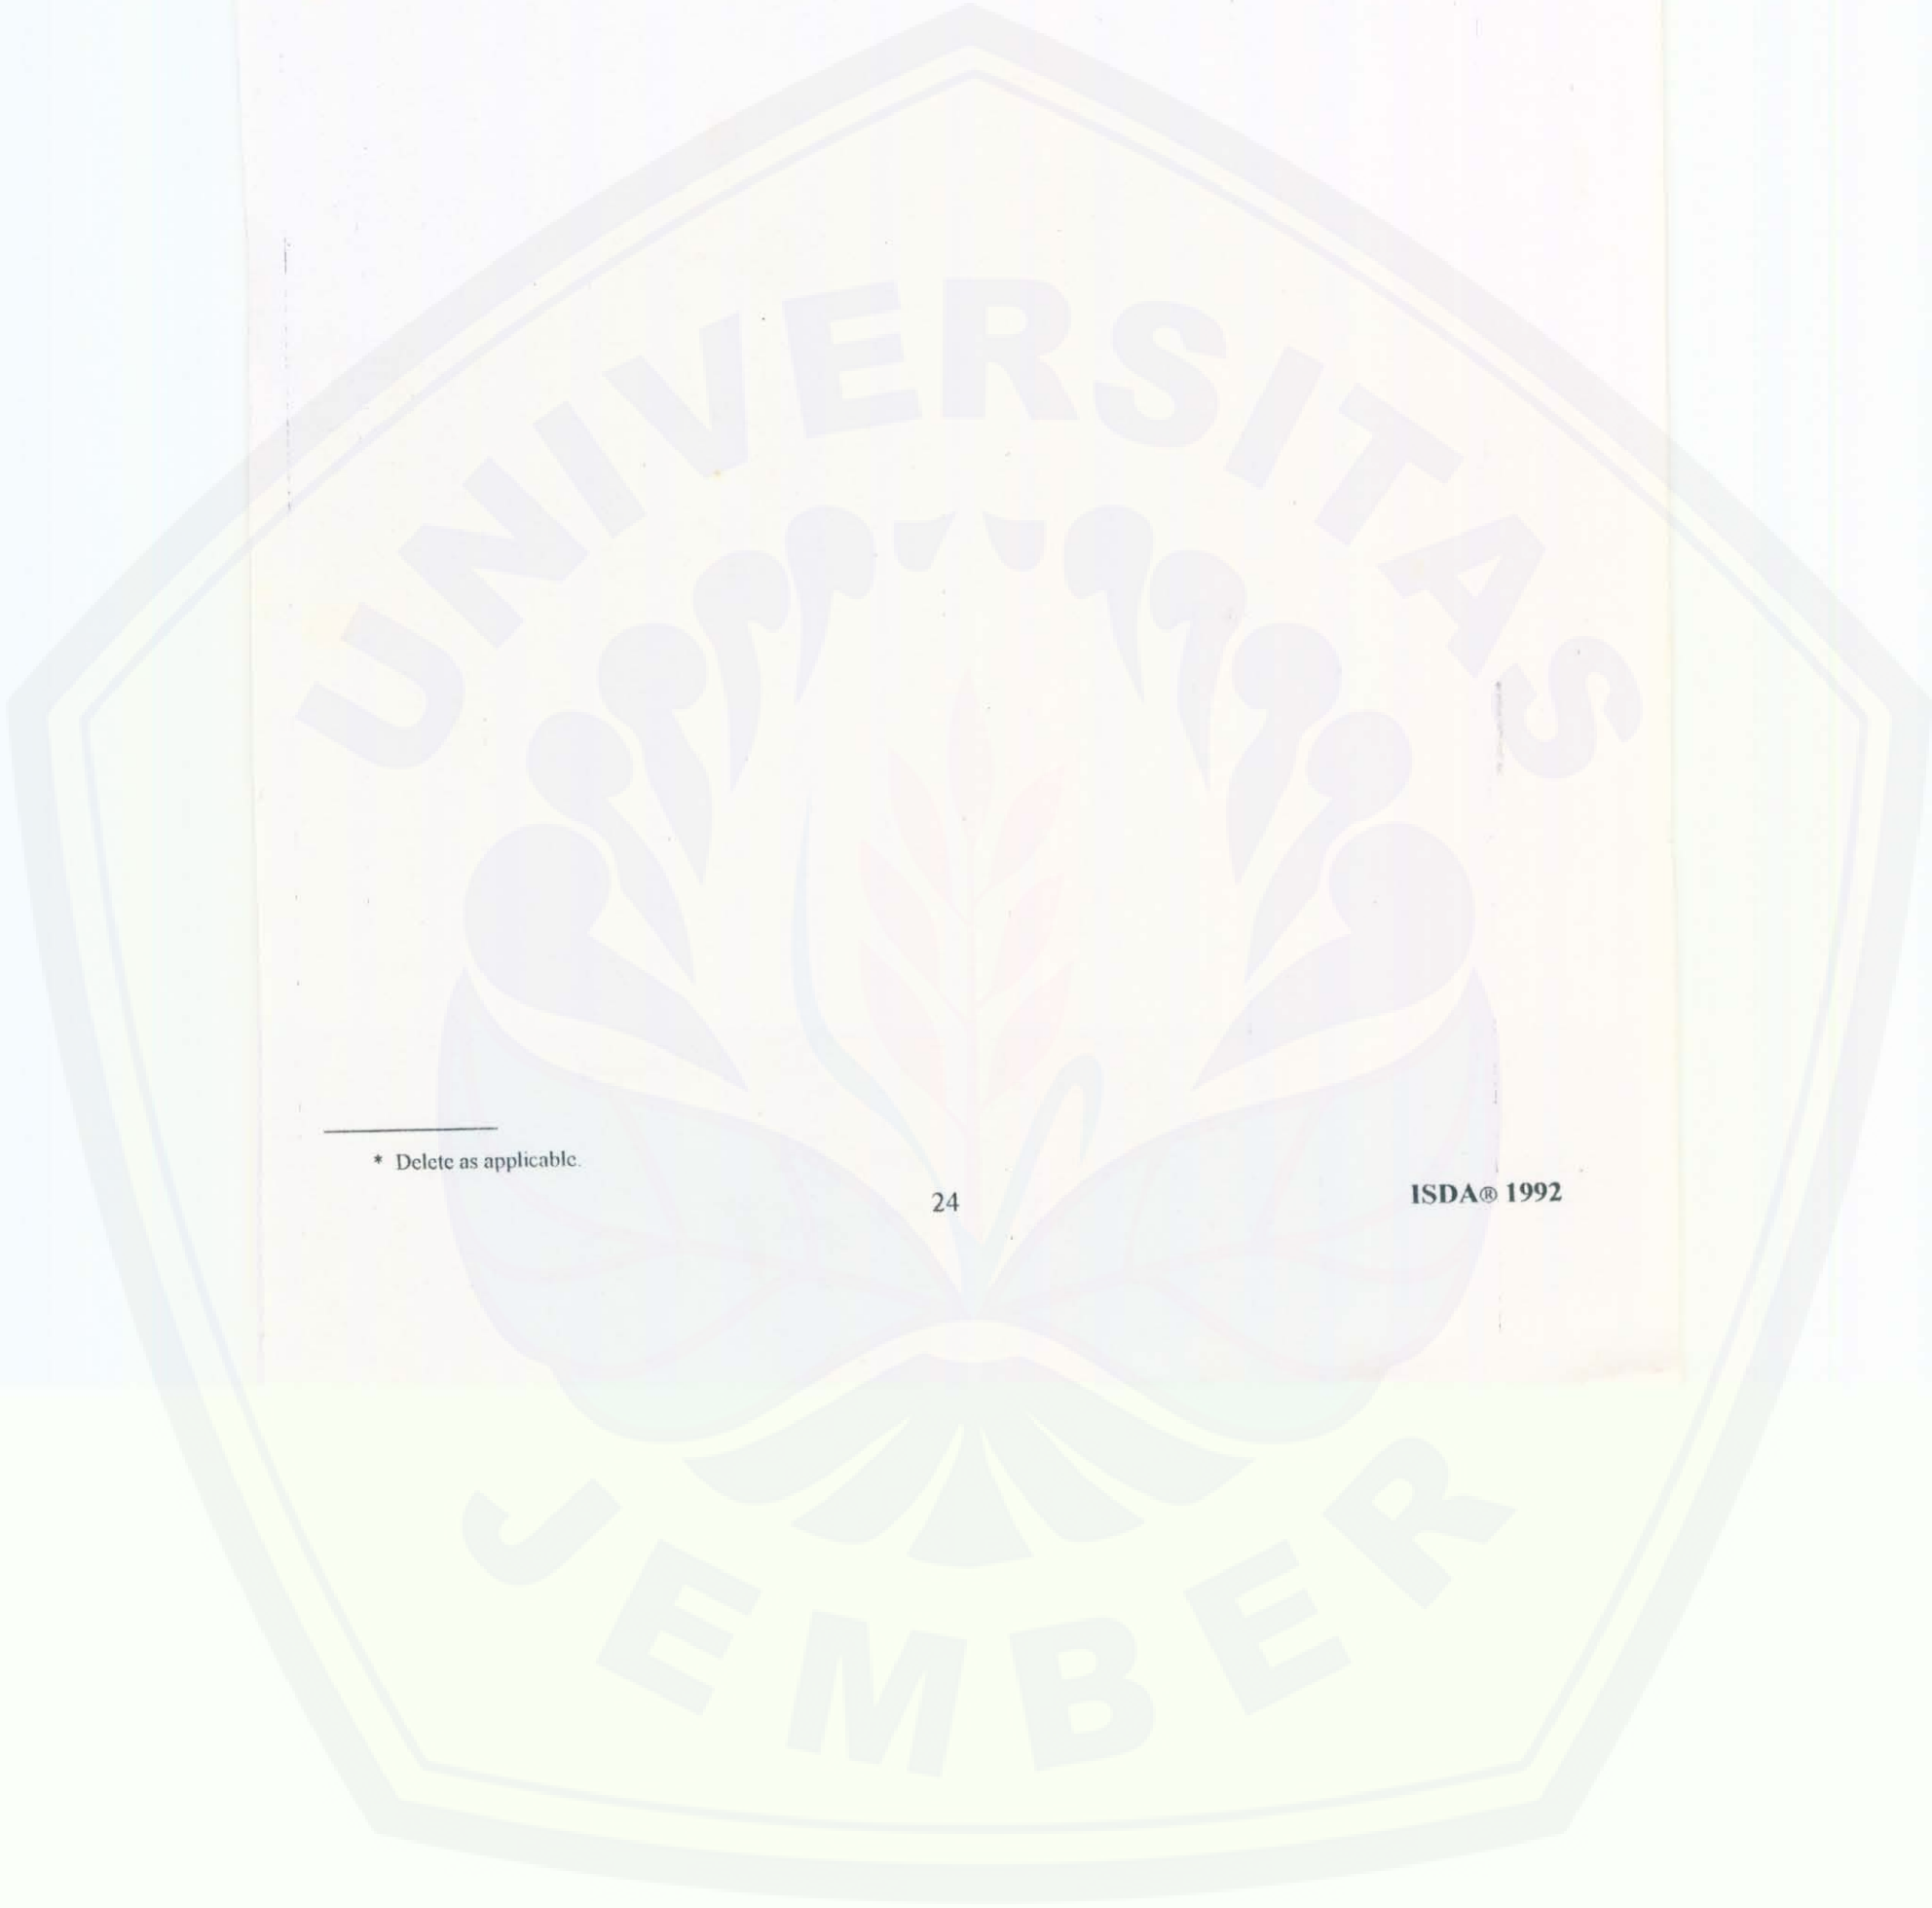 UNIVERSITAS
* Delete as applicable.
24
ISDA® 1992
JEMBER